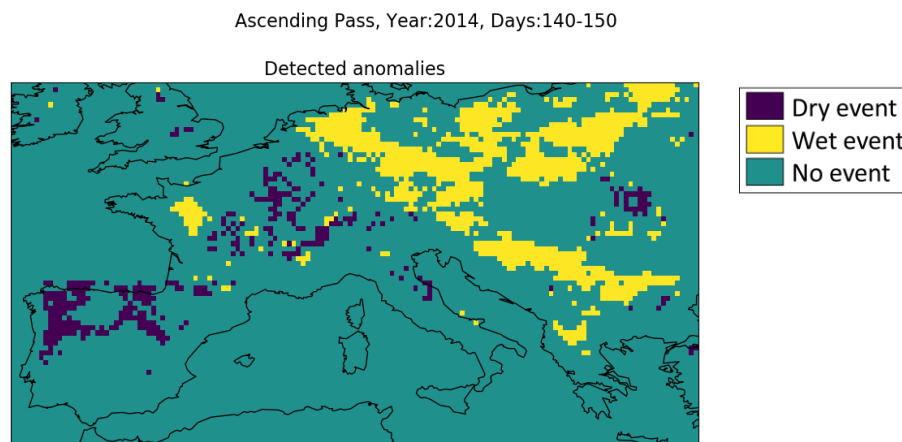 Ascending Pass, Year:2014, Days:140-150
Detected anomalies
Dry event
Wet event
No event